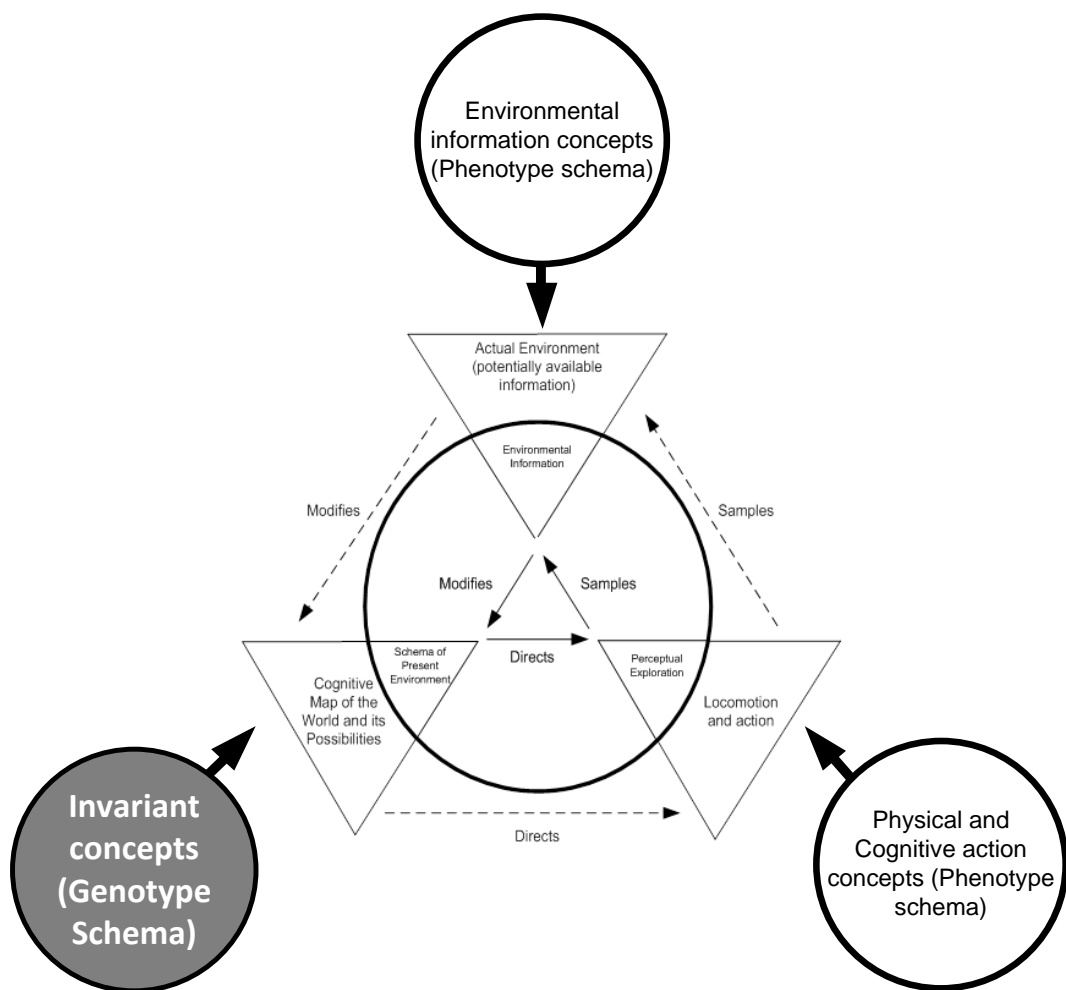 Environmental
information concepts
(Phenotype schema)
Actual Environment
(potentially available
information)
Environmental
Information
Modifies
Samples
Modifies
Samples
Directs
Schema of
Present
Environment
Cognitive
Map of the
World and its
Possibilities
Perceptual
Exploration
Locomotion
and action
Directs
Invariant
concepts
(Genotype
Schema)
Physical and
Cognitive action
concepts (Phenotype
schema)